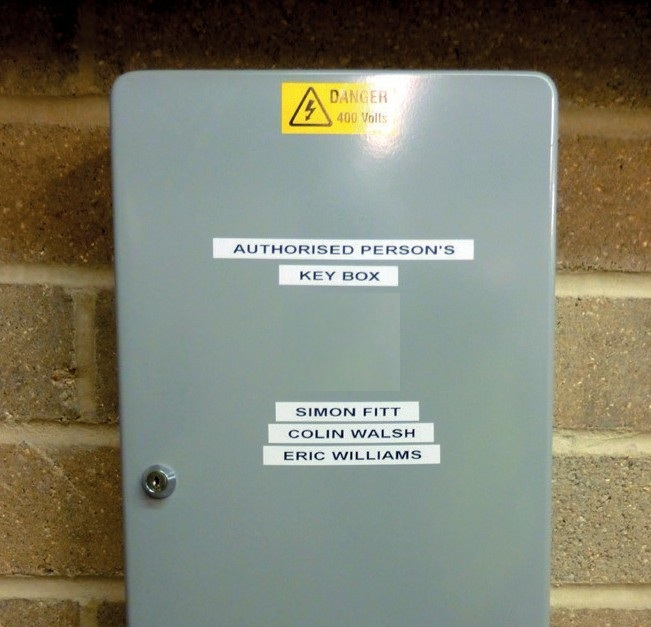 DANGER
400 Volts
AUTHORISED PERSON'S
KEY BOX
SIMON FITT
COLIN WALSH
ERIC WILLIAMS